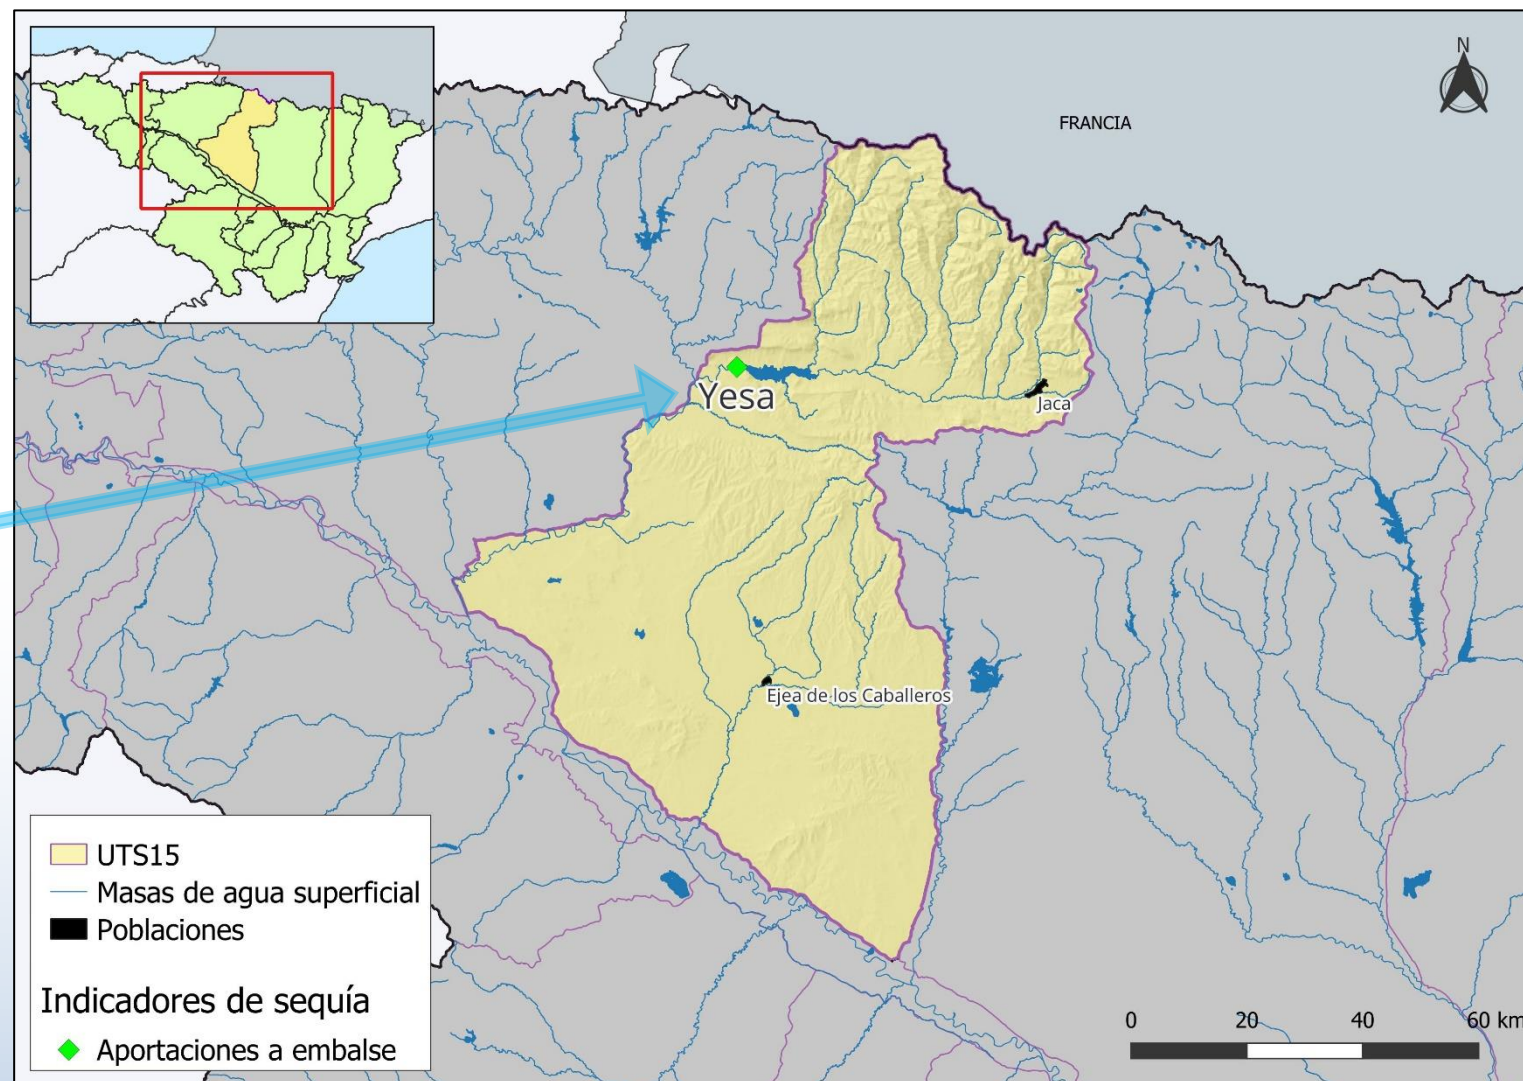 N
FRANCIA
Yesa
Jaca
Ejea de los Caballeros
UTS15
Masas de agua superficial
Poblaciones
Indicadores de sequía
Aportaciones a embalse
0 20 40 60 km